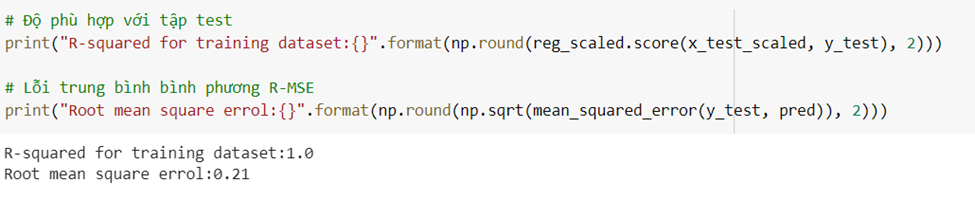 # Độ phù hợp với tập test
print("R-squared for training dataset:{}".format(np.round(reg_scaled.score(x_test_scaled, y_test), 2)))
# Lỗi trung bình bình phương R-MSE
print("Root mean square errol:{}".format(np.round(np.sqrt(mean_squared_error(y_test, pred)), 2)))
R-squared for training dataset:1.0
Root mean square errol:0.21